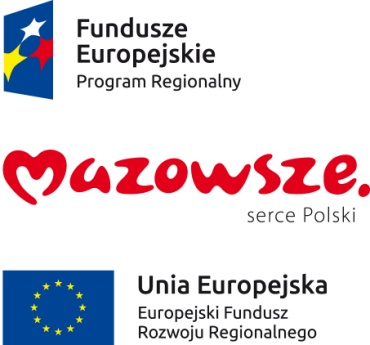 Fundusze
Europejskie
Program Regionalny
mazowsze.
serce Polski
Unia Europejska
Europejski Fundusz
Rozwoju Regionalnego